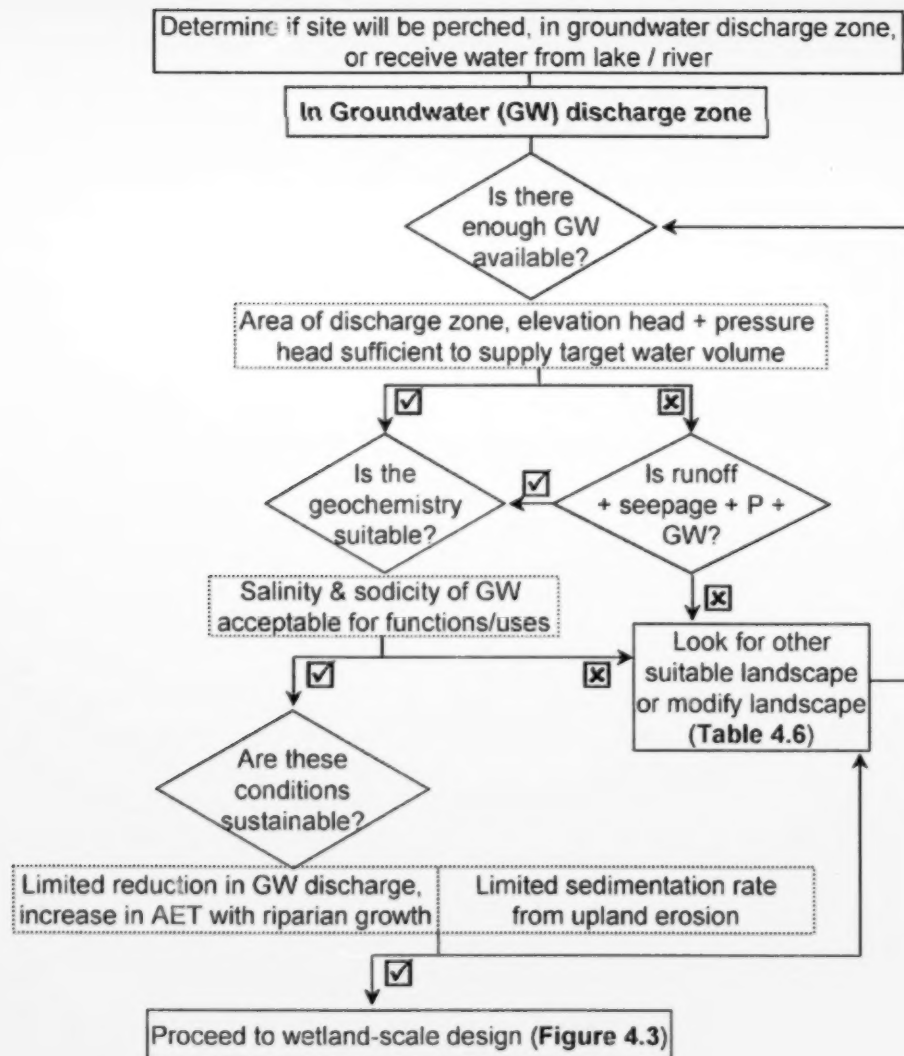 Determine if site will be perched, in groundwater discharge zone,
or receive water from lake / river
In Groundwater (GW) discharge zone
Is there
enough GW
available?
Area of discharge zone, elevation head + pressure
head sufficient to supply target water volume
Is the
geochemistry
suitable?
Is runoff
+ seepage + P +
GW?
Salinity & sodicity of GW
acceptable for functions/uses
Look for other
suitable landscape
or modify landscape
(Table 4.6)
Are these
conditions
sustainable?
Limited reduction in GW discharge,
increase in AET with riparian growth
Limited sedimentation rate
from upland erosion
Proceed to wetland-scale design (Figure 4.3)